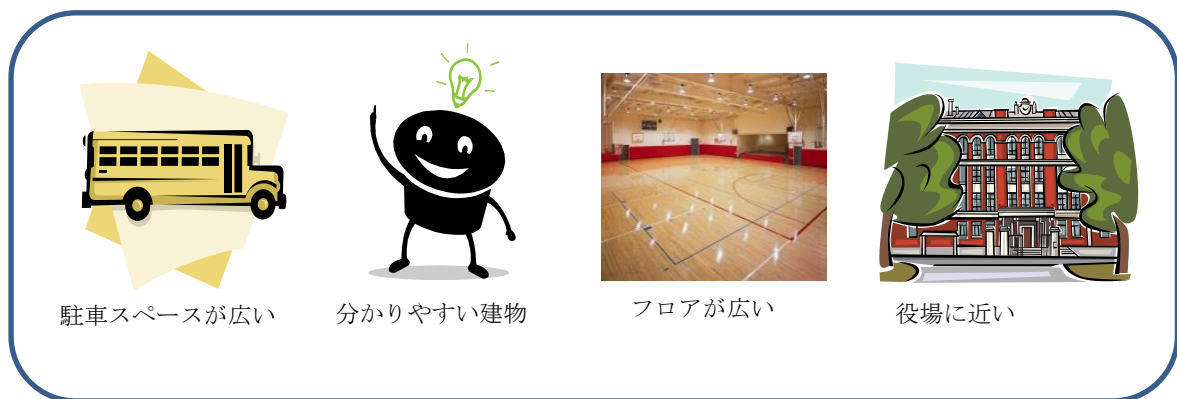 駐車スペースが広い
分かりやすい建物
フロアが広い
役場に近い